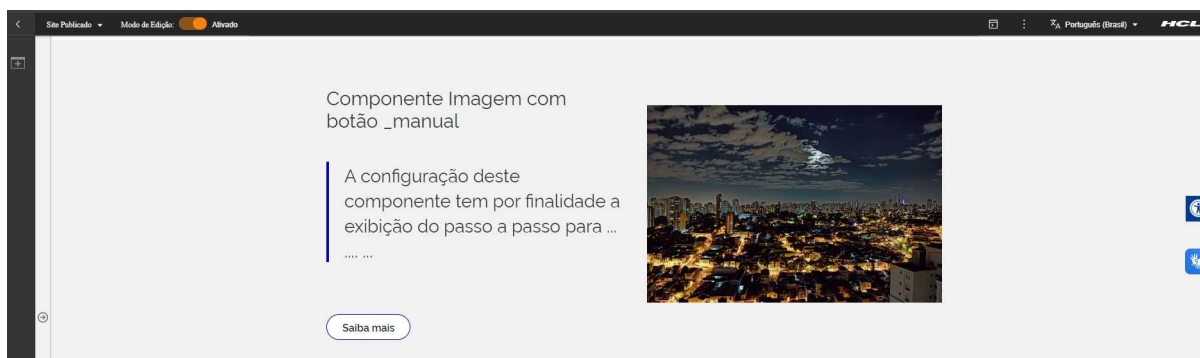 Site Publicado Modo de Edição: Ativado Português (Brasil) HCL
Componente Imagem com
botão _manual
A configuração deste
componente tem por finalidade a
exibição do passo a passo para ...
.... ...
Saiba mais